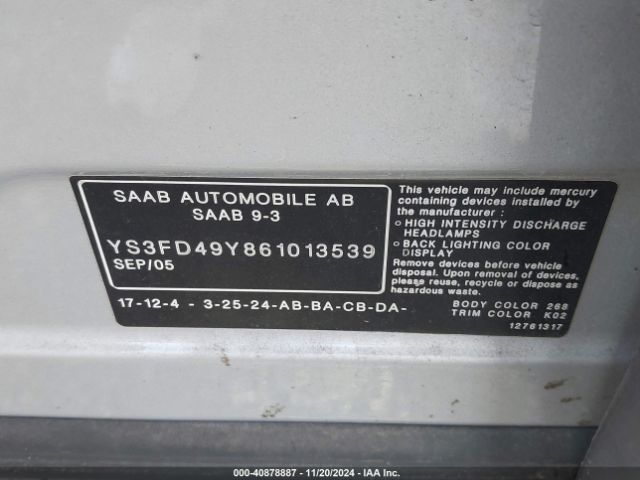 SAAB AUTOMOBILE AB
SAAB 9-3
YS3FD49Y861013539
SEP/05
17-12-4 - 3-25-24-AB-BA-CB-DA-
This vehicle may include mercury
containing devices installed by
the manufacturer :
○ HIGH INTENSITY DISCHARGE
HEADLAMPS
○ BACK LIGHTING COLOR
DISPLAY
Remove devices before vehicle
disposal. Upon removal of devices,
please reuse, recycle or dispose as
hazardous waste.
BODY COLOR 268
TRIM COLOR K02
12761317
000-40878887 - 11/20/2024 - IAA Inc.